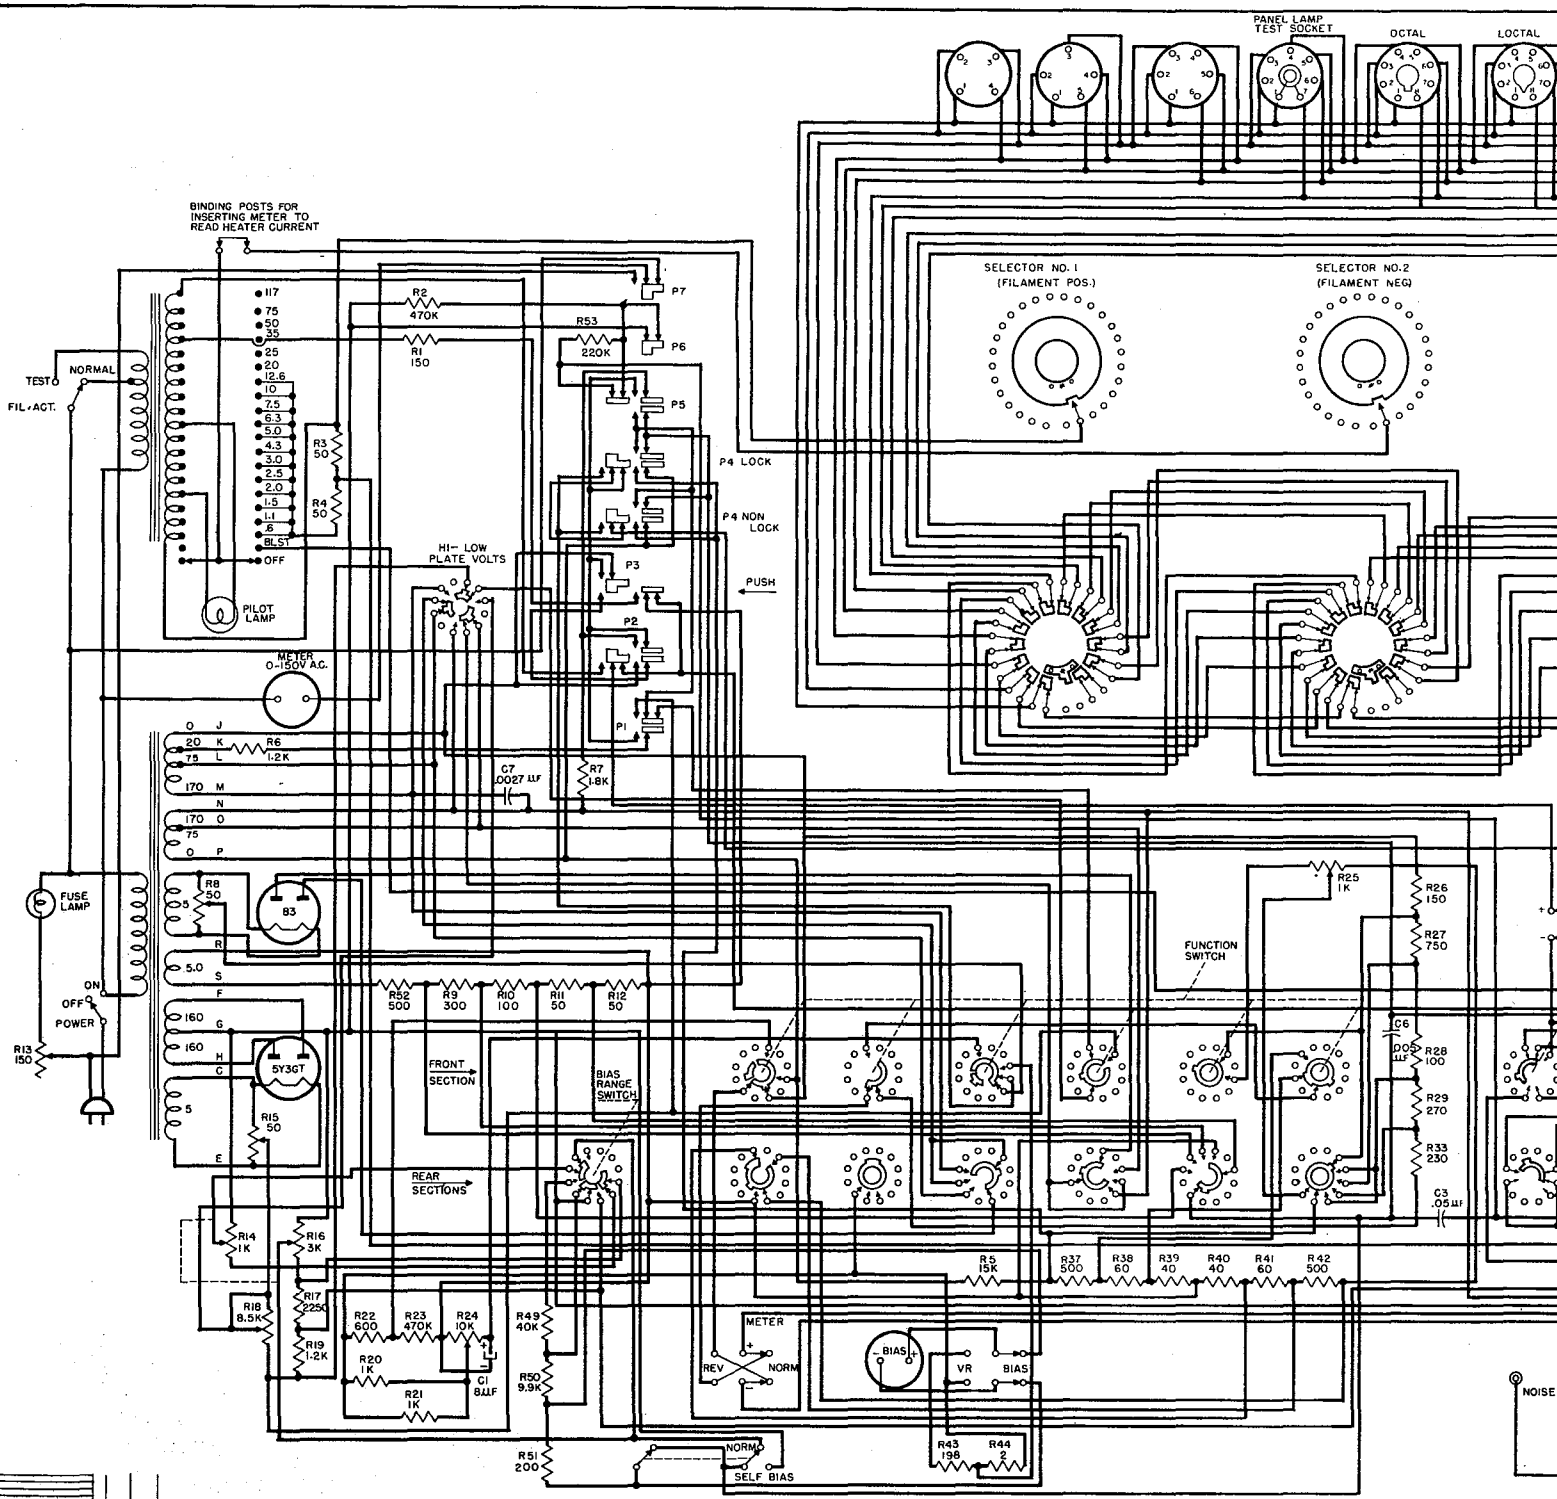 PANEL LAMP
TEST SOCKET
OCTAL
LOCTAL
BINDING POSTS FOR
INSERTING METER TO
READ HEATER CURRENT
SELECTOR NO. 1
(FILAMENT POS.)
SELECTOR NO. 2
(FILAMENT NEG)
117
75
50
35
25
20
12.6
10
7.5
6.3
5.0
4.3
3.0
2.5
2.0
1.5
1.1
.6
BLST
OFF
TEST
NORMAL
FIL. ACT.
R2
470K
R1
150
R53
220K
R3
50
R4
50
P7
P6
P5
P4 LOCK
P4 NON
LOCK
P3
P2
P1
PUSH
HI - LOW
PLATE VOLTS
PILOT
LAMP
METER
0-150V A.C.
0 J
20 K
R6
1.2K
75 L
170 M
N
170 O
75
0 P
C7
.0027 µF
R7
1.8K
FUSE
LAMP
R8
50
5
83
R
5.0
S
F
160
G
160
H
5Y3GT
5
E
ON
OFF
POWER
R13
150
R15
50
R52
500
R9
300
R10
100
R11
50
R12
50
FRONT
SECTION
BIAS
RANGE
SWITCH
REAR
SECTIONS
FUNCTION
SWITCH
R25
1K
R26
150
R27
750
C6
.005
µF
R28
100
R29
270
R33
230
C3
.05 µF
R14
1K
R16
3K
R17
2250
R18
8.5K
R19
1.2K
R22
600
R23
470K
R24
10K
R20
1K
R21
1K
C1
8µF
R49
40K
R50
9.9K
R51
200
R5
15K
R37
500
R38
60
R39
40
R40
40
R41
60
R42
500
METER
REV
NORM
- BIAS +
VR
BIAS
R43
198
R44
2
NORM
SELF BIAS
NOISE